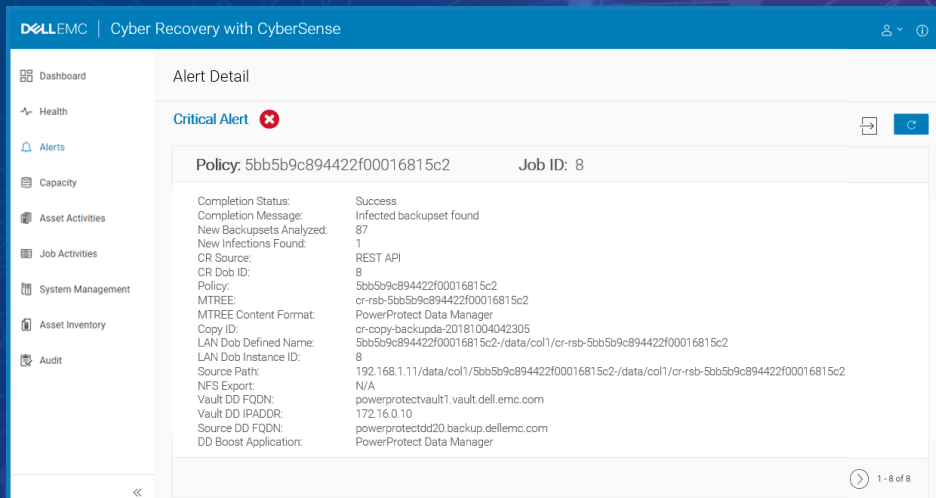 DELLEMC | Cyber Recovery with CyberSense
Dashboard
Health
Alerts
Capacity
Asset Activities
Job Activities
System Management
Asset Inventory
Audit
Alert Detail
Critical Alert
Policy: 5bb5b9c894422f00016815c2 Job ID: 8
Completion Status: Success
Completion Message: Infected backupset found
New Backupsets Analyzed: 87
New Infections Found: 1
CR Source: REST API
CR Dob ID: 8
Policy: 5bb5b9c894422f00016815c2
MTREE: cr-rsb-5bb5b9c894422f00016815c2
MTREE Content Format: PowerProtect Data Manager
Copy ID: cr-copy-backupda-20181004042305
LAN Dob Defined Name: 5bb5b9c894422f00016815c2-/data/col1/cr-rsb-5bb5b9c894422f00016815c2
LAN Dob Instance ID: 8
Source Path: 192.168.1.11/data/col1/5bb5b9c894422f00016815c2-/data/col1/cr-rsb-5bb5b9c894422f00016815c2
NFS Export: N/A
Vault DD FQDN: powerprotectvault1.vault.dell.emc.com
Vault DD IPADDR: 172.16.0.10
Source DD FQDN: powerprotectdd20.backup.dellemc.com
DD Boost Application: PowerProtect Data Manager
1 - 8 of 8